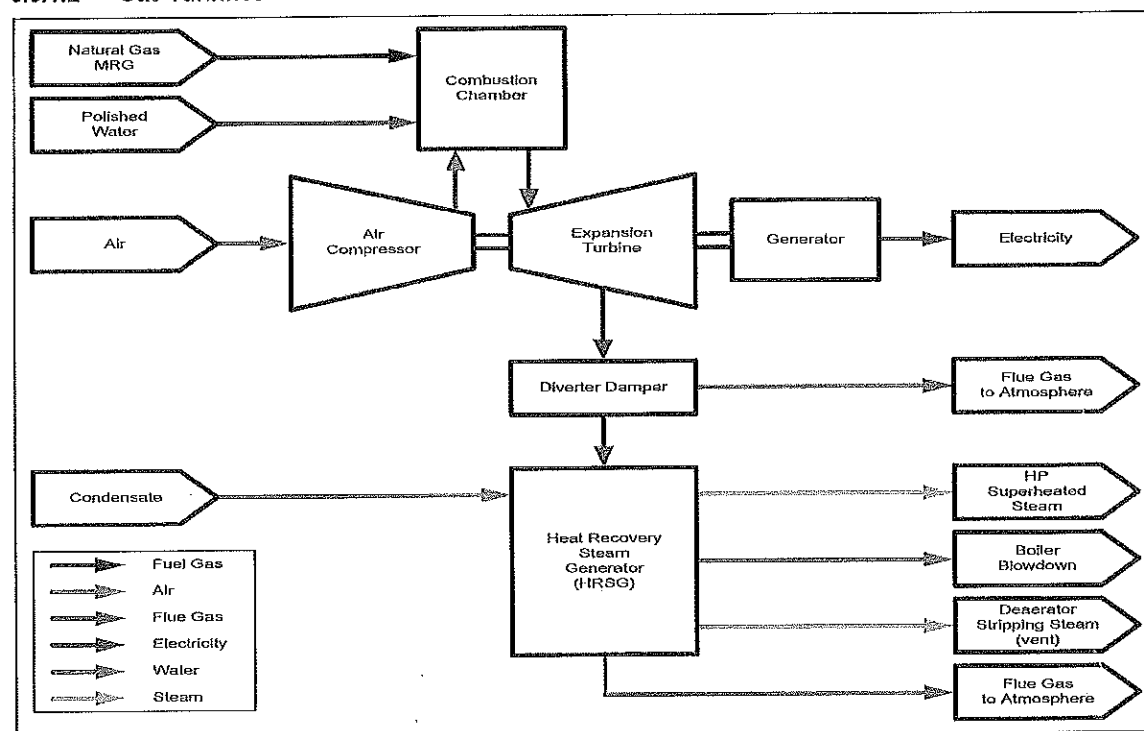 Natural Gas
MRG
Combustion
Chamber
Polished
Water
Air
Air
Compressor
Expansion
Turbine
Generator
Electricity
Diverter Damper
Flue Gas
to Atmosphere
Condensate
Heat Recovery
Steam
Generator
(HRSG)
HP
Superheated
Steam
Boiler
Blowdown
Deaerator
Stripping Steam
(vent)
Flue Gas
to Atmosphere
Fuel Gas
Air
Flue Gas
Electricity
Water
Steam